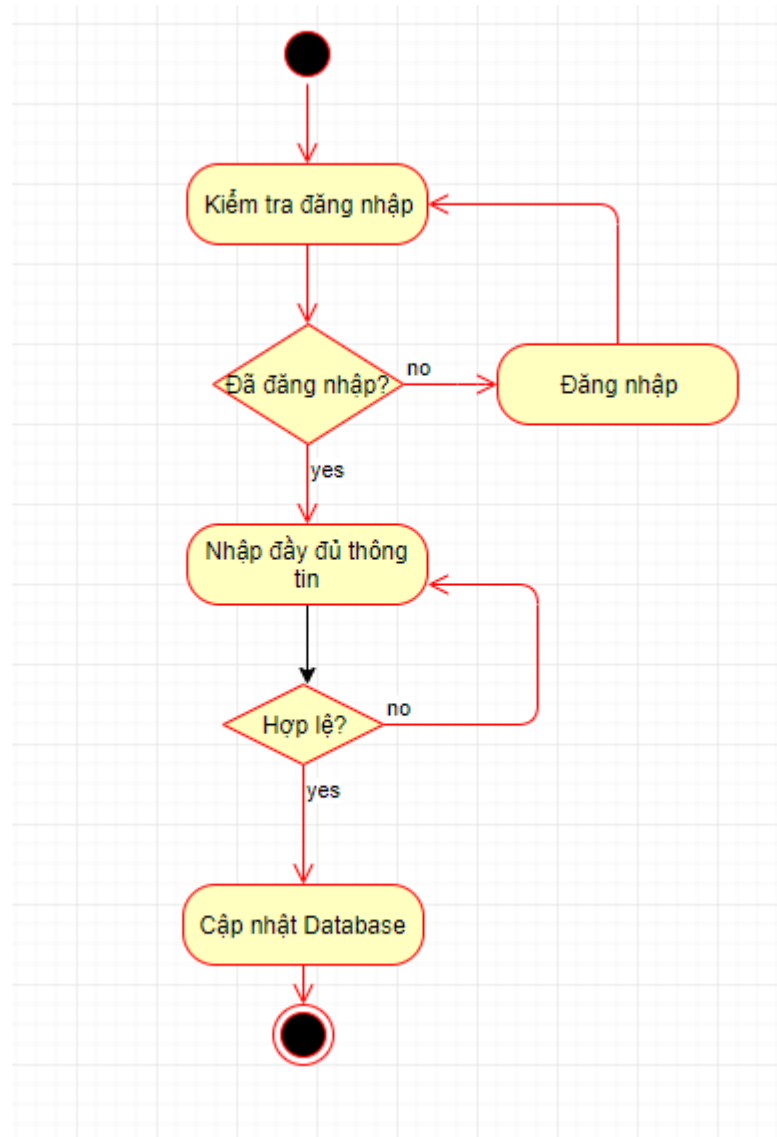 Kiểm tra đăng nhập
Đã đăng nhập?
no
Đăng nhập
yes
Nhập đầy đủ thông
tin
Hợp lệ?
no
yes
Cập nhật Database